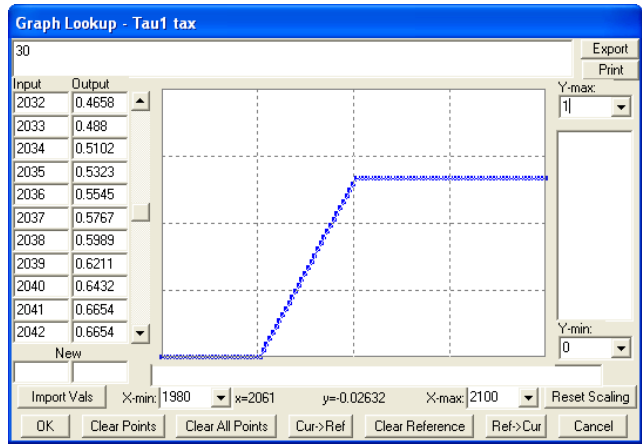 Graph Lookup - Tau1 tax
30
Export
Print
Input Output
Y-max:
2032 0.4658
1
2033 0.488
2034 0.5102
2035 0.5323
2036 0.5545
2037 0.5767
2038 0.5989
2039 0.6211
2040 0.6432
2041 0.6654
2042 0.6654
Y-min:
New
0
Import Vals X-min: 1980 x=2061 y=-0.02632 X-max: 2100 Reset Scaling
OK Clear Points Clear All Points Cur->Ref Clear Reference Ref->Cur Cancel